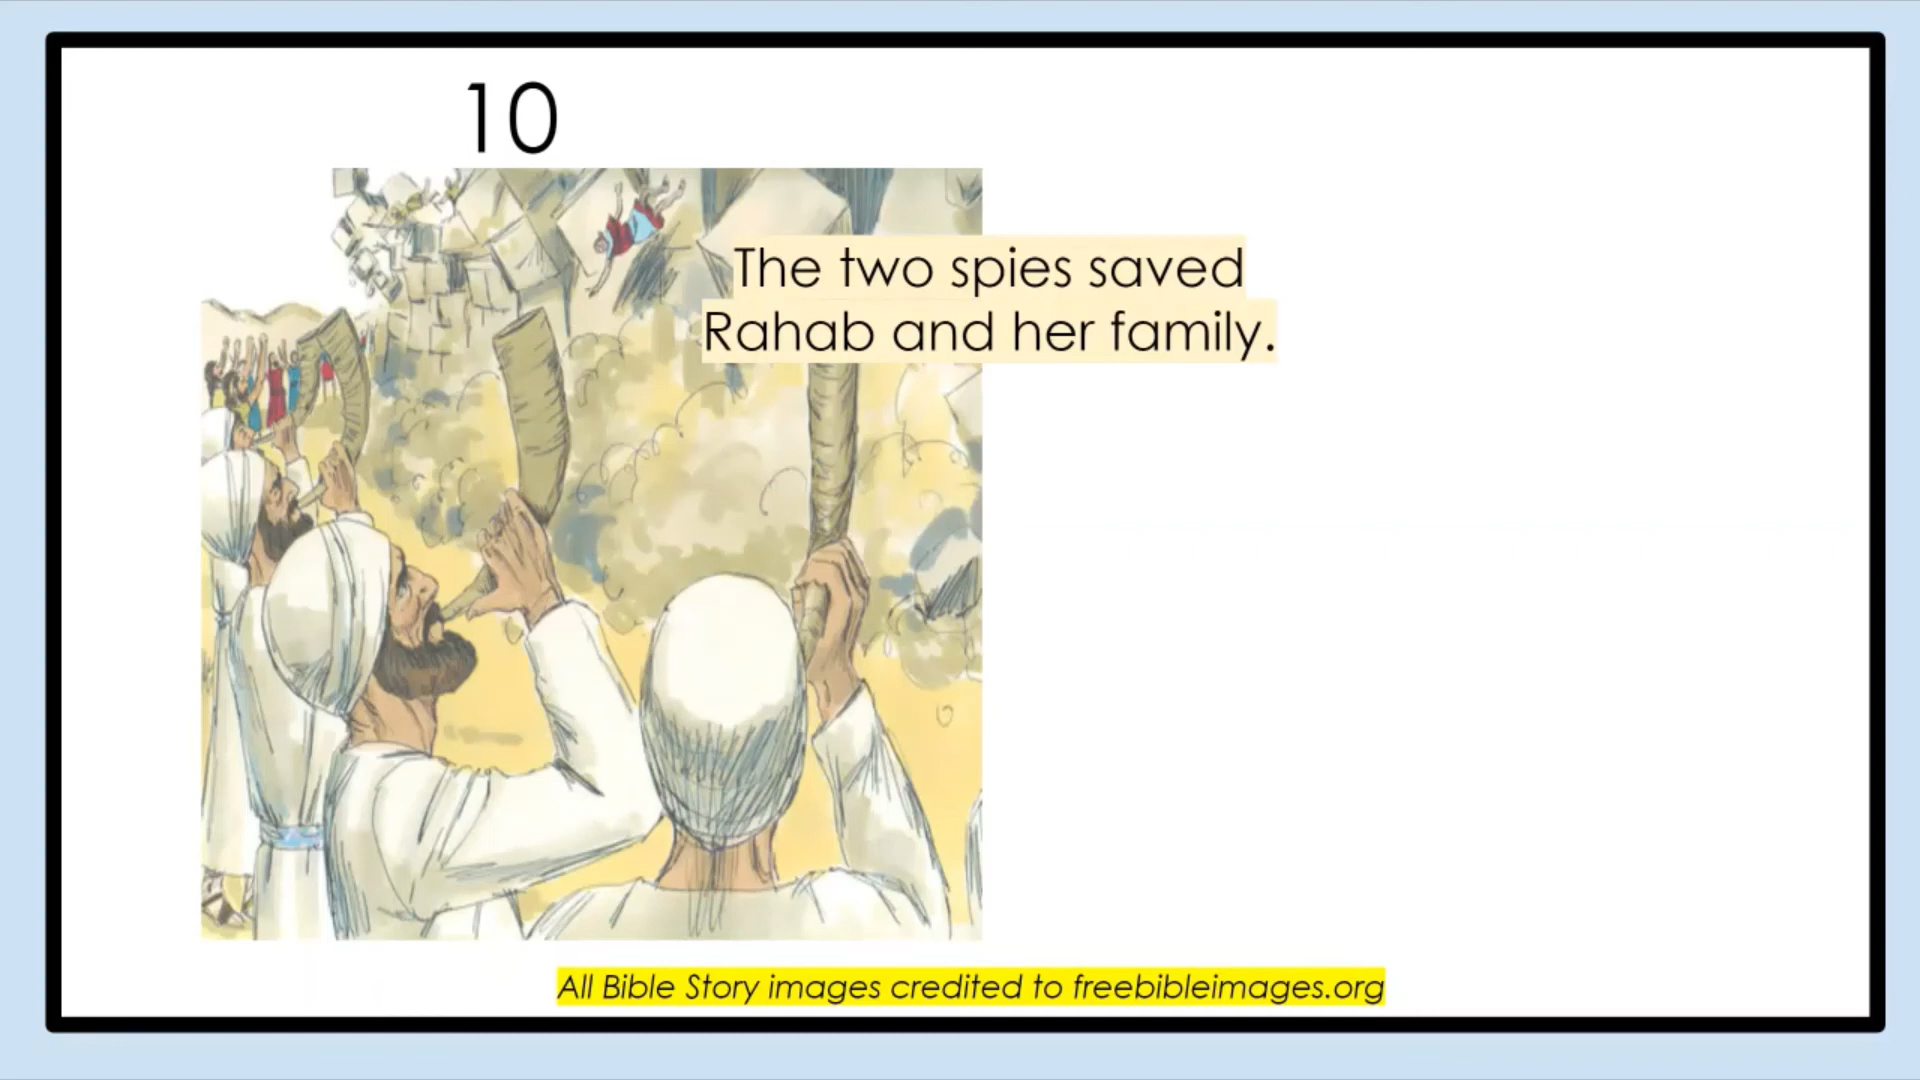 10
The two spies saved
Rahab and her family.
All Bible Story images credited to freebibleimages.org